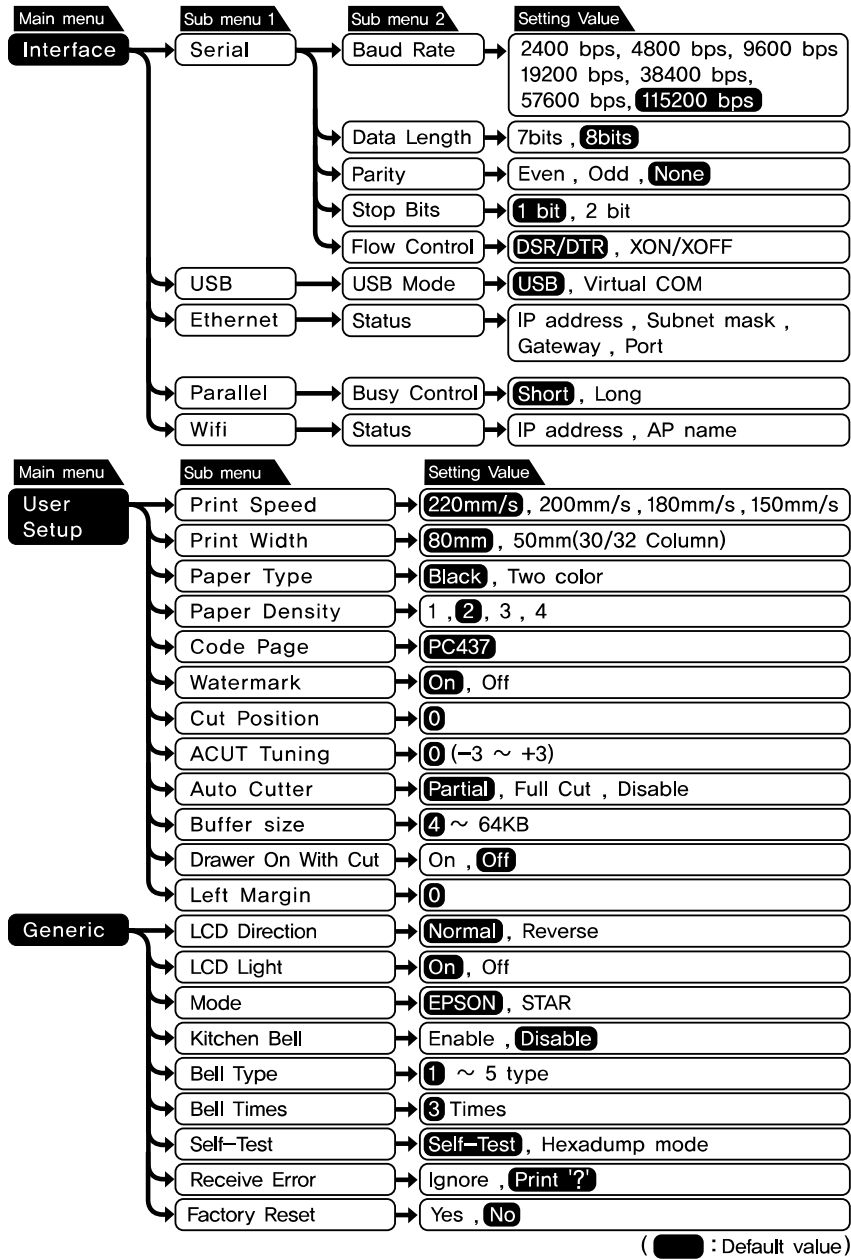 Main menu Sub menu 1 Sub menu 2 Setting Value
Interface Serial Baud Rate 2400 bps, 4800 bps, 9600 bps
19200 bps, 38400 bps,
57600 bps, 115200 bps
Data Length 7bits , 8bits
Parity Even , Odd , None
Stop Bits 1 bit , 2 bit
Flow Control DSR/DTR , XON/XOFF
USB USB Mode USB , Virtual COM
Ethernet Status IP address , Subnet mask ,
Gateway , Port
Parallel Busy Control Short , Long
Wifi Status IP address , AP name
Main menu Sub menu Setting Value
User
Setup
Print Speed 220mm/s , 200mm/s , 180mm/s , 150mm/s
Print Width 80mm , 50mm(30/32 Column)
Paper Type Black , Two color
Paper Density 1 , 2 , 3 , 4
Code Page PC437
Watermark On , Off
Cut Position 0
ACUT Tuning 0 (−3 ～ +3)
Auto Cutter Partial , Full Cut , Disable
Buffer size 4 ～ 64KB
Drawer On With Cut On , Off
Left Margin 0
Generic LCD Direction Normal , Reverse
LCD Light On , Off
Mode EPSON , STAR
Kitchen Bell Enable , Disable
Bell Type 1 ～ 5 type
Bell Times 3 Times
Self−Test Self−Test , Hexadump mode
Receive Error Ignore , Print '?'
Factory Reset Yes , No
( : Default value)